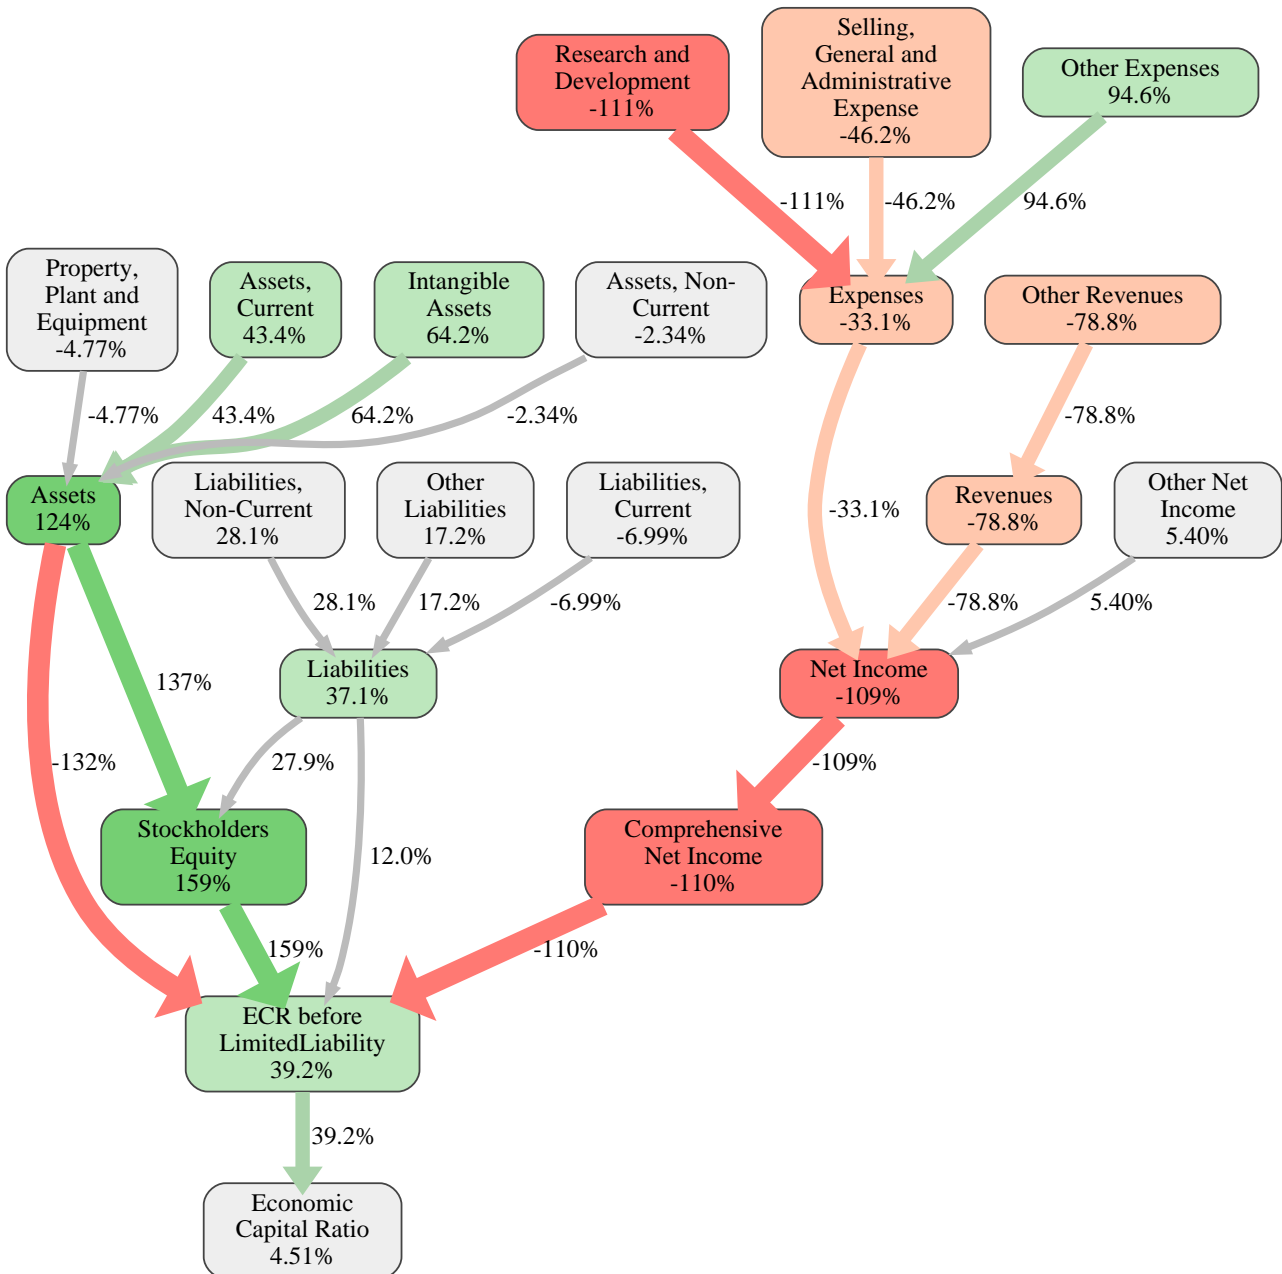 Research and
Development
-111%
Selling,
General and
Administrative
Expense
-46.2%
Other Expenses
94.6%
-111%
-46.2%
94.6%
Property,
Plant and
Equipment
-4.77%
Assets,
Current
43.4%
Intangible
Assets
64.2%
Assets, Non-
Current
-2.34%
Expenses
-33.1%
Other Revenues
-78.8%
-4.77%
43.4%
64.2%
-2.34%
-78.8%
Assets
124%
Liabilities,
Non-Current
28.1%
Other
Liabilities
17.2%
Liabilities,
Current
-6.99%
-33.1%
Revenues
-78.8%
Other Net
Income
5.40%
28.1%
17.2%
-6.99%
-78.8%
5.40%
137%
Liabilities
37.1%
Net Income
-109%
-132%
27.9%
-109%
Stockholders
Equity
159%
12.0%
Comprehensive
Net Income
-110%
159%
-110%
ECR before
LimitedLiability
39.2%
39.2%
Economic
Capital Ratio
4.51%